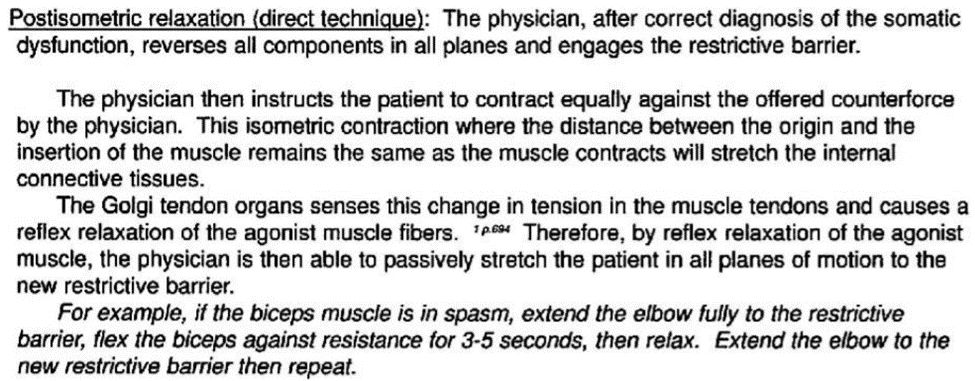 Postisometric relaxation (direct technique): The physician, after correct diagnosis of the somatic
dysfunction, reverses all components in all planes and engages the restrictive barrier.
The physician then instructs the patient to contract equally against the offered counterforce
by the physician. This isometric contraction where the distance between the origin and the
insertion of the muscle remains the same as the muscle contracts will stretch the internal
connective tissues.
The Golgi tendon organs senses this change in tension in the muscle tendons and causes a
reflex relaxation of the agonist muscle fibers. 1 p.694 Therefore, by reflex relaxation of the agonist
muscle, the physician is then able to passively stretch the patient in all planes of motion to the
new restrictive barrier.
For example, if the biceps muscle is in spasm, extend the elbow fully to the restrictive
barrier, flex the biceps against resistance for 3-5 seconds, then relax. Extend the elbow to the
new restrictive barrier then repeat.